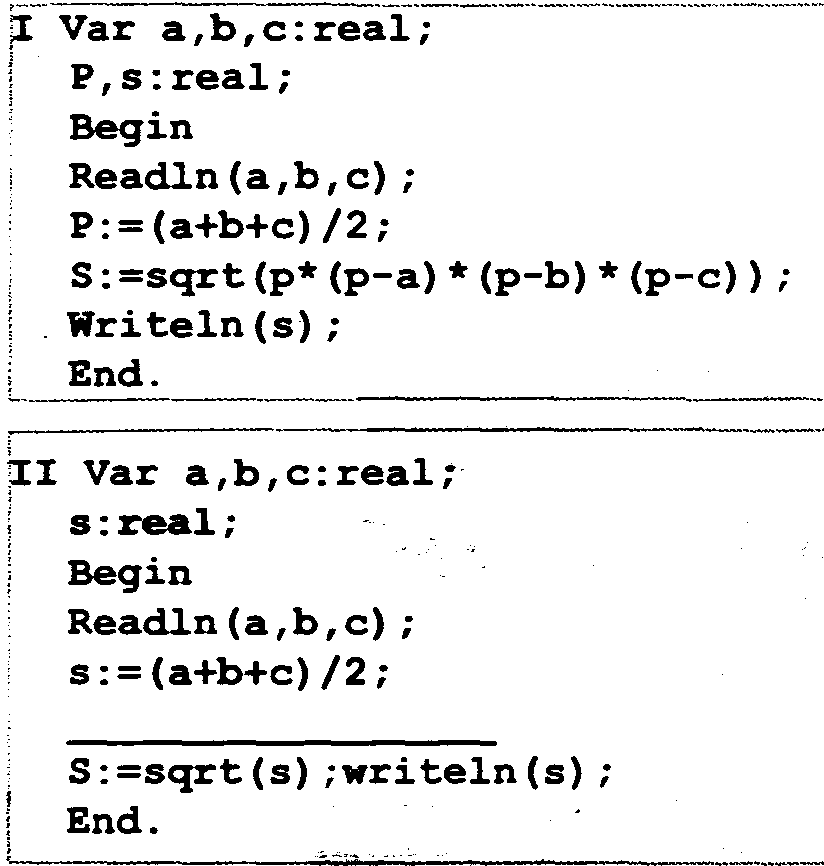 I Var a,b,c:real;
P,s:real;
Begin
Readln(a,b,c);
P:=(a+b+c)/2;
S:=sqrt(p*(p-a)*(p-b)*(p-c));
Writeln(s);
End.
II Var a,b,c:real;
s:real;
Begin
Readln(a,b,c);
s:=(a+b+c)/2;
S:=sqrt(s);writeln(s);
End.